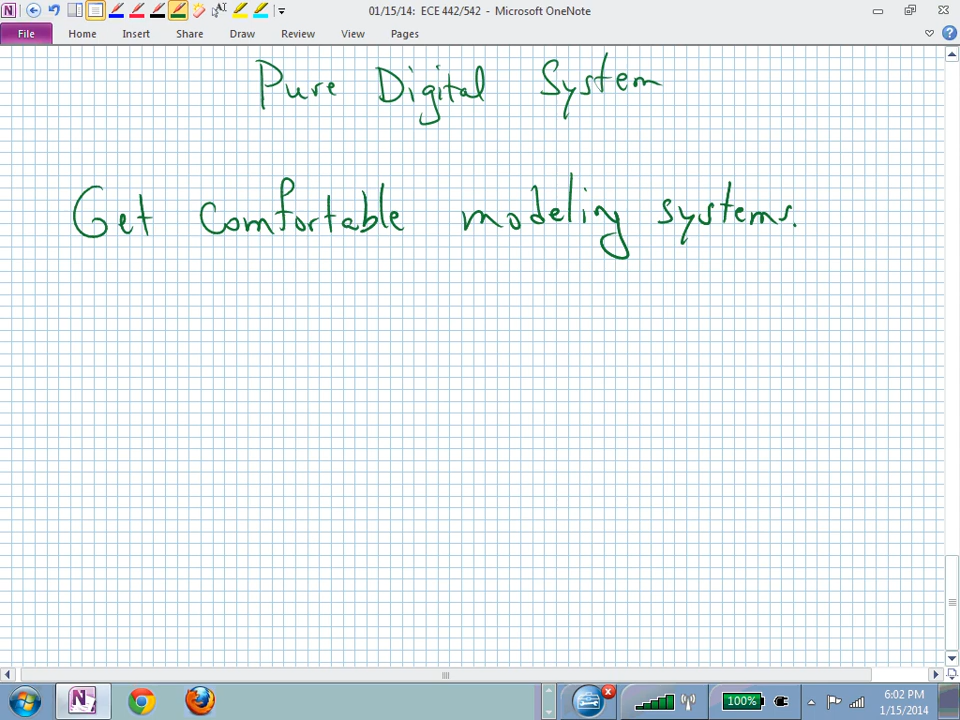 01/15/14: ECE 442/542 - Microsoft OneNote
File Home Insert Share Draw Review View Pages
Pure Digital System
Get comfortable modeling systems.
100%
6:02 PM
1/15/2014